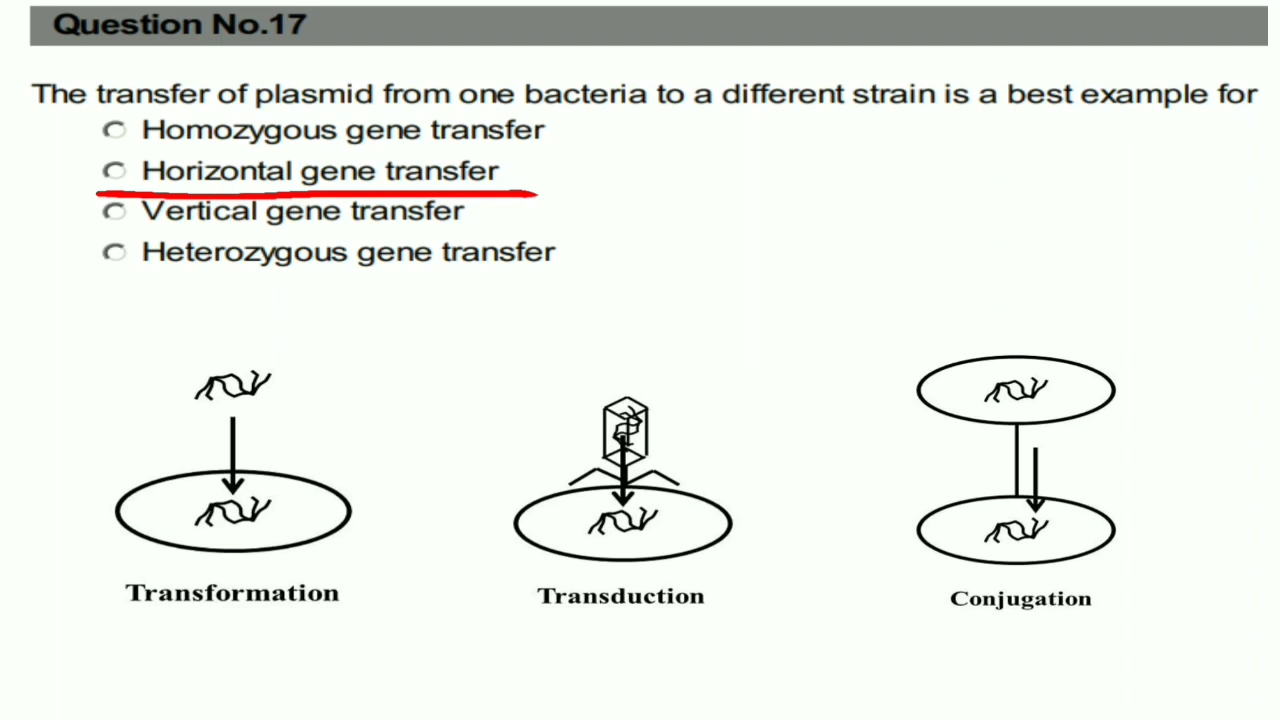 Question No.17
The transfer of plasmid from one bacteria to a different strain is a best example for
Homozygous gene transfer
Horizontal gene transfer
Vertical gene transfer
Heterozygous gene transfer
Transformation
Transduction
Conjugation